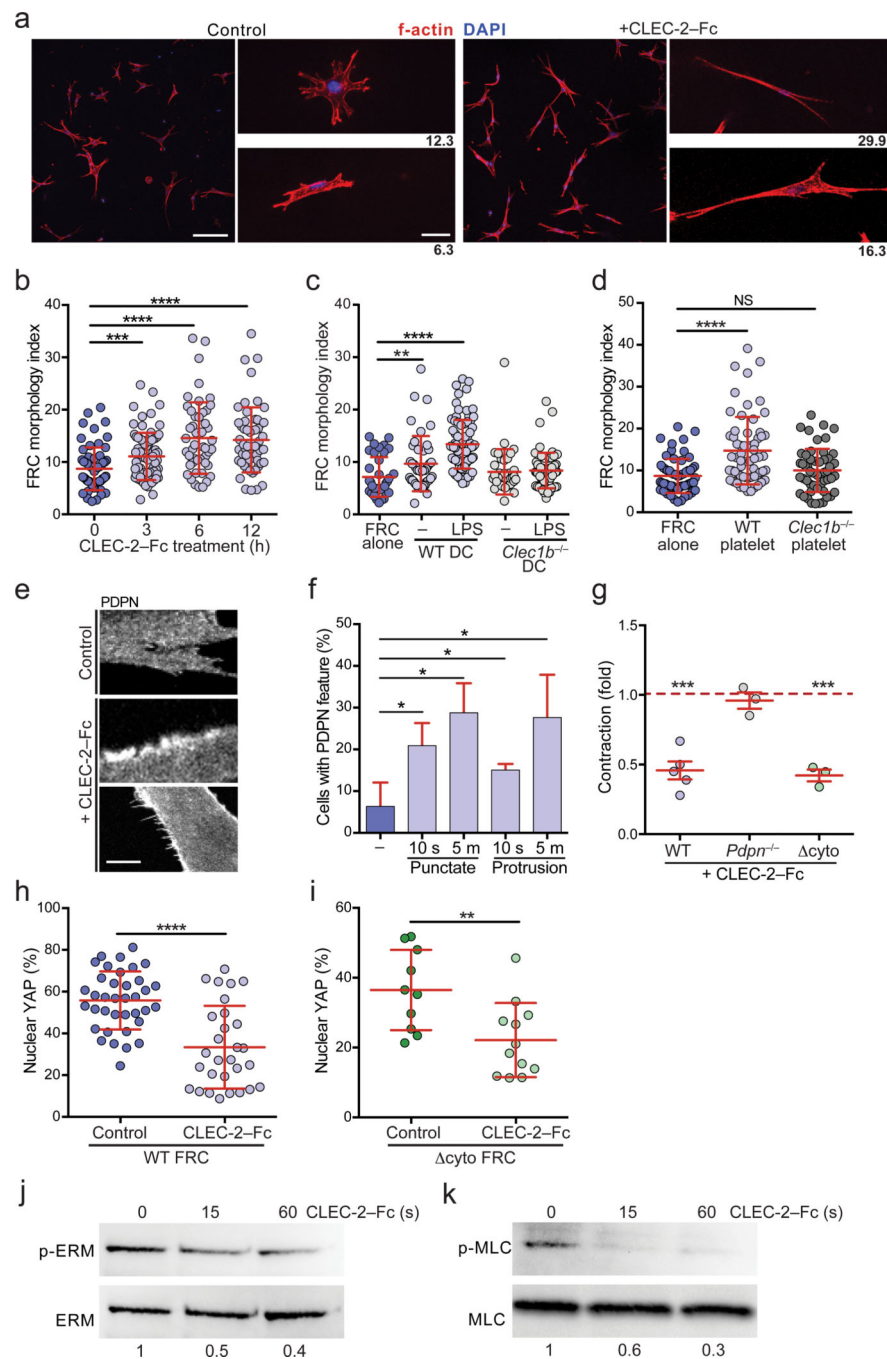 a
Control f-actin DAPI +CLEC-2–Fc
12.3 29.9
6.3 16.3
b
FRC morphology index
40
30
20
10
0
*** **** ****
0 3 6 12
CLEC-2–Fc treatment (h)
c
FRC morphology index
40
30
20
10
0
** ****
FRC alone – LPS – LPS
WT DC Clec1b–/– DC
d
FRC morphology index
50
40
30
20
10
0
NS
****
FRC alone WT platelet Clec1b–/– platelet
e
PDPN
Control
+ CLEC-2–Fc
f
Cells with PDPN feature (%)
50
40
30
20
10
0
* * * *
– 10 s 5 m 10 s 5 m
Punctate Protrusion
g
Contraction (fold)
1.5
1.0
0.5
0.0
*** ***
WT Pdpn–/– Δcyto
+ CLEC-2–Fc
h
Nuclear YAP (%)
100
80
60
40
20
0
****
Control CLEC-2–Fc
WT FRC
i
Nuclear YAP (%)
60
40
20
0
**
Control CLEC-2–Fc
Δcyto FRC
j
0 15 60 CLEC-2–Fc (s)
p-ERM
ERM
1 0.5 0.4
k
0 15 60 CLEC-2–Fc (s)
p-MLC
MLC
1 0.6 0.3